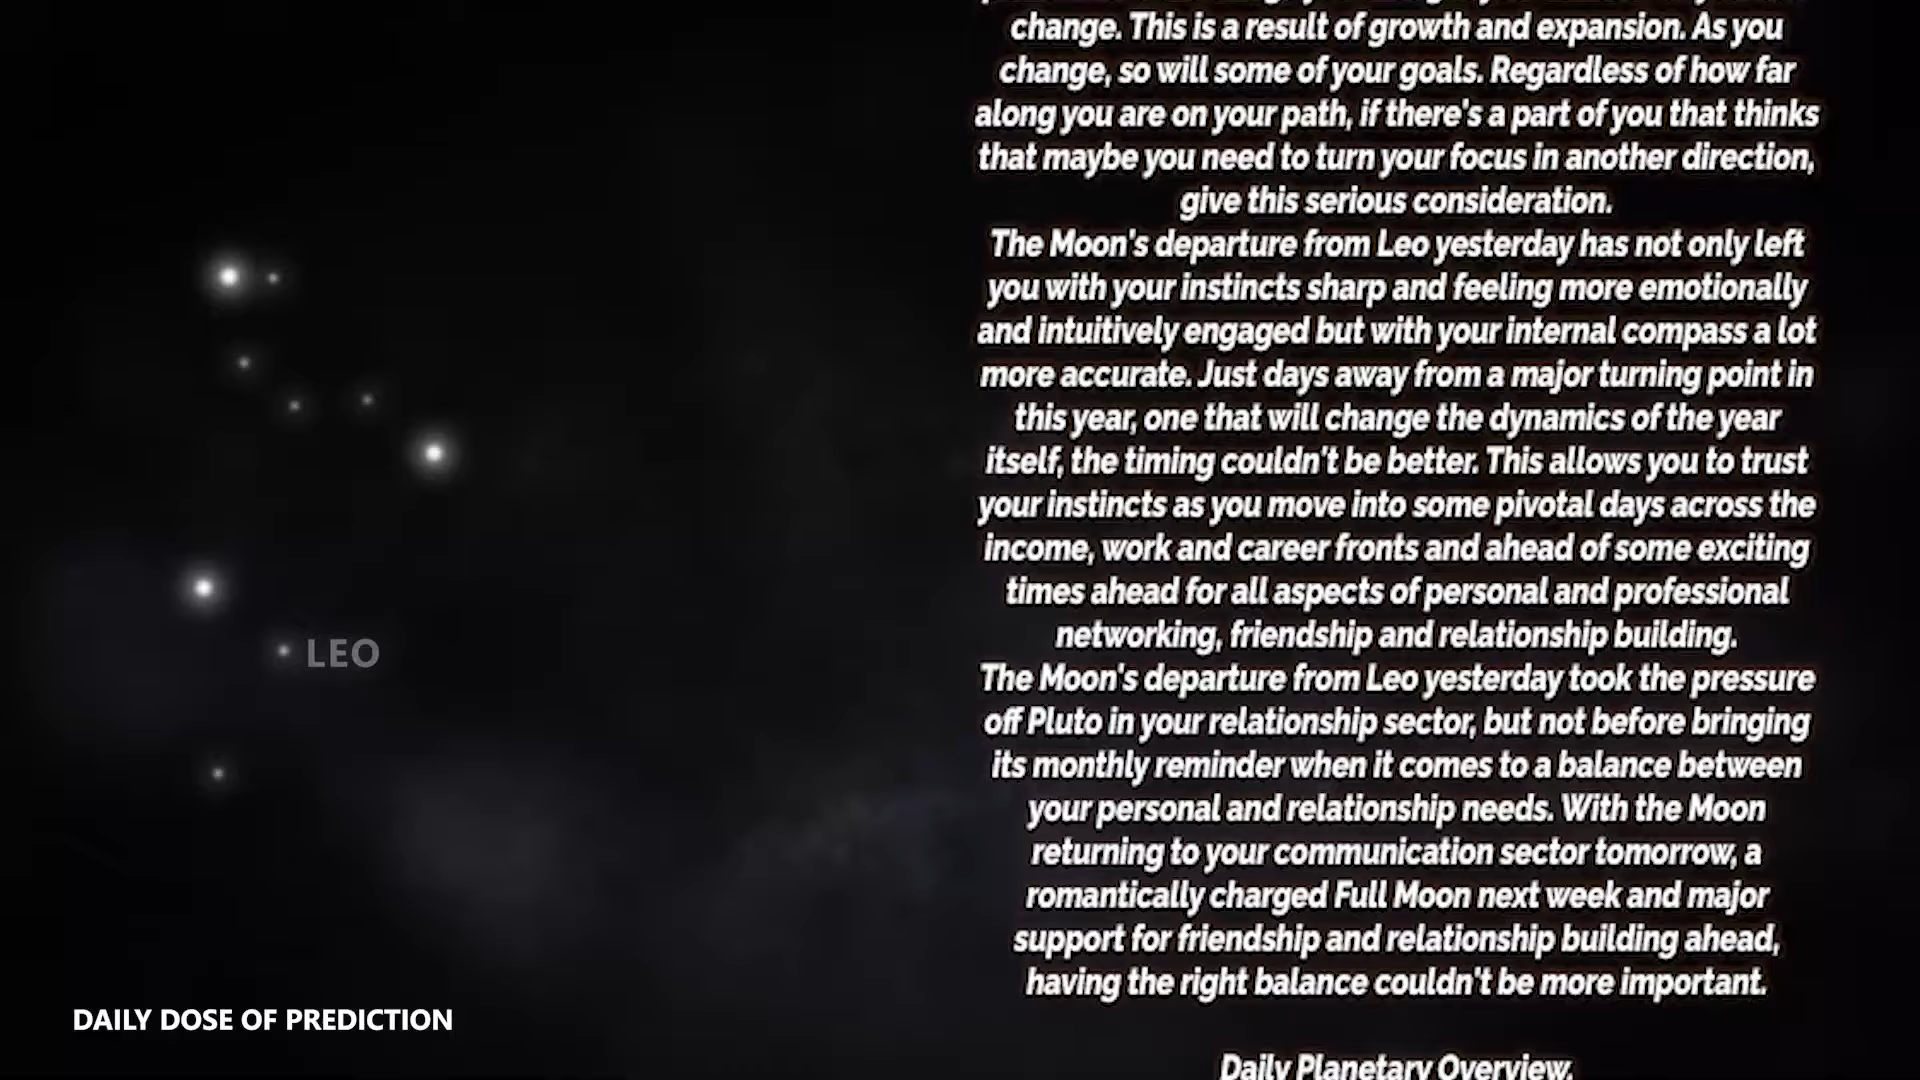 change. This is a result of growth and expansion. As you
change, so will some of your goals. Regardless of how far
along you are on your path, if there's a part of you that thinks
that maybe you need to turn your focus in another direction,
give this serious consideration.
The Moon's departure from Leo yesterday has not only left
you with your instincts sharp and feeling more emotionally
and intuitively engaged but with your internal compass a lot
more accurate. Just days away from a major turning point in
this year, one that will change the dynamics of the year
itself, the timing couldn't be better. This allows you to trust
your instincts as you move into some pivotal days across the
income, work and career fronts and ahead of some exciting
times ahead for all aspects of personal and professional
networking, friendship and relationship building.
The Moon's departure from Leo yesterday took the pressure
off Pluto in your relationship sector, but not before bringing
its monthly reminder when it comes to a balance between
your personal and relationship needs. With the Moon
returning to your communication sector tomorrow, a
romantically charged Full Moon next week and major
support for friendship and relationship building ahead,
having the right balance couldn't be more important.
Daily Planetary Overview.
LEO
DAILY DOSE OF PREDICTION